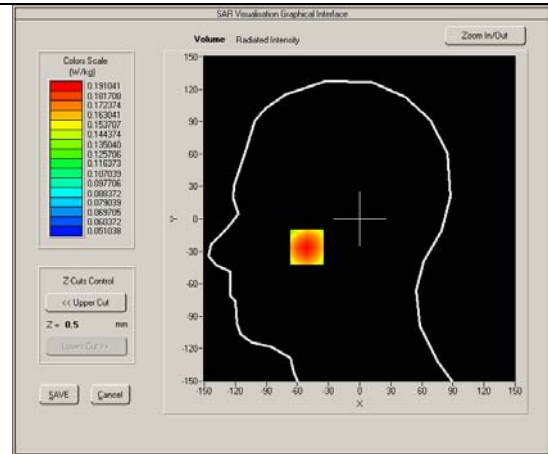 SAR Visualisation Graphical Interface
Volume Radiated Intensity
Zoom In/Out
Colors Scale
(W/kg)
0.191041
0.181708
0.172374
0.163041
0.153707
0.144374
0.135040
0.125706
0.116373
0.107039
0.097706
0.088372
0.079039
0.069705
0.060372
0.051038
Z Cuts Control
<< Upper Cut
Z = 0.5 mm
Lower Cut >>
SAVE Cancel
150
120
90
60
30
0
-30
-60
-90
-120
-150
Y
-150 -120 -90 -60 -30 0 30 60 90 120 150
X